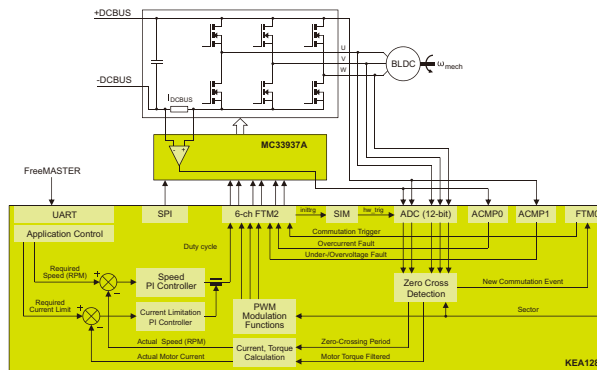 +DCBUS
U
V
W
BLDC
ωmech
-DCBUS
IDCBUS
MC33937A
FreeMASTER
UART
SPI
6-ch FTM2
inittrg
SIM
hw_trig
ADC (12-bit)
ACMP0
ACMP1
FTM0
Application Control
Duty cycle
Commutation Trigger
Overcurrent Fault
Under-/Overvoltage Fault
Required
Speed (RPM)
+
–
Speed
PI Controller
Zero Cross
Detection
New Commutation Event
Required
Current Limit
+
–
Current Limitation
PI Controller
PWM
Modulation
Functions
Sector
Actual Speed (RPM)
Actual Motor Current
Current, Torque
Calculation
Zero-Crossing Period
Motor Torque Filtered
KEA128